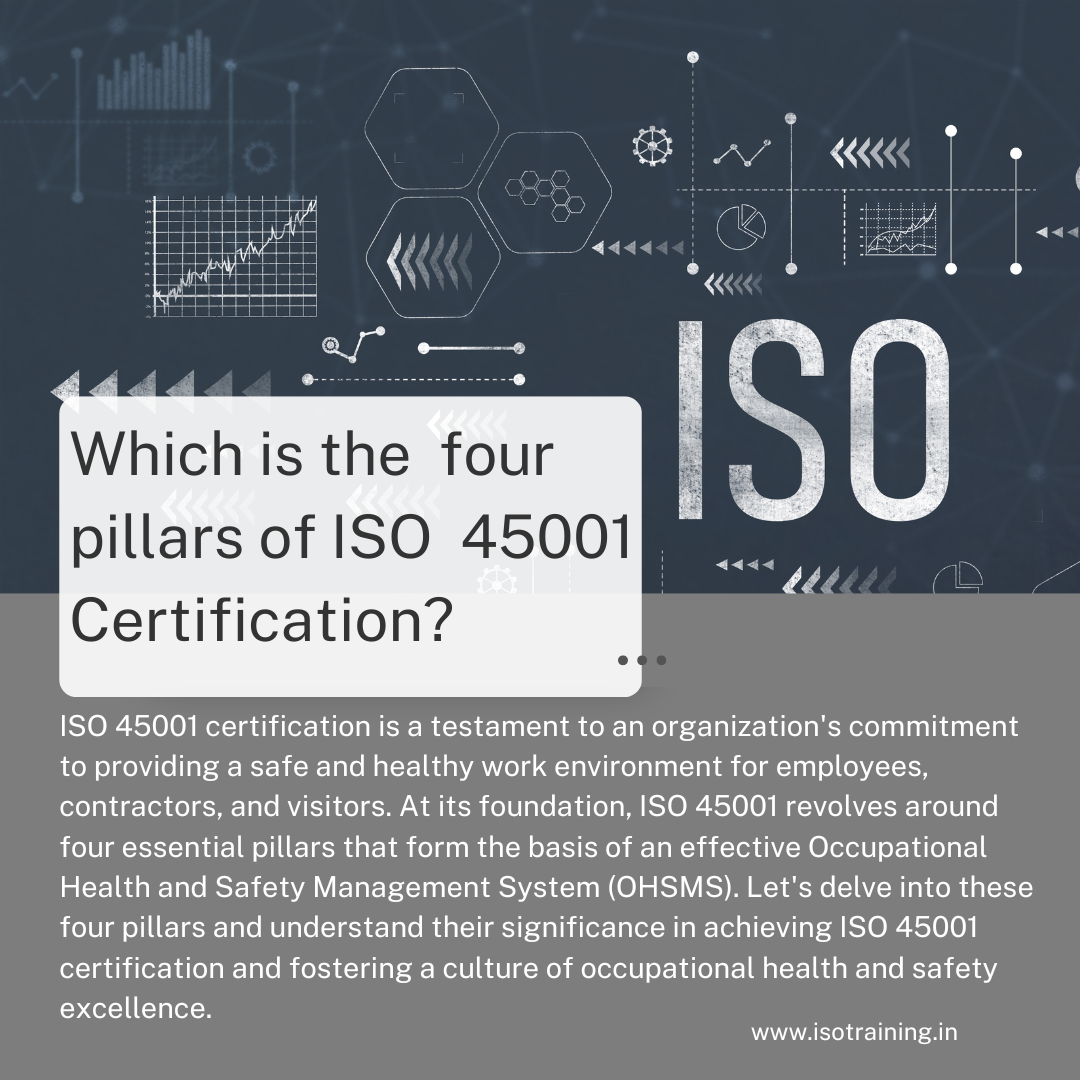 ISO
Which is the four
pillars of ISO 45001
Certification?
ISO 45001 certification is a testament to an organization's commitment
to providing a safe and healthy work environment for employees,
contractors, and visitors. At its foundation, ISO 45001 revolves around
four essential pillars that form the basis of an effective Occupational
Health and Safety Management System (OHSMS). Let's delve into these
four pillars and understand their significance in achieving ISO 45001
certification and fostering a culture of occupational health and safety
excellence.
www.isotraining.in